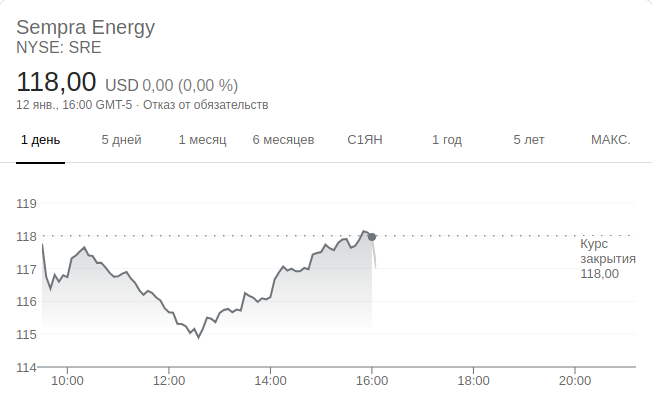 Sempra Energy
NYSE: SRE
118,00 USD 0,00 (0,00 %)
12 янв., 16:00 GMT-5 · Отказ от обязательств
1 день 5 дней 1 месяц 6 месяцев С1ЯН 1 год 5 лет МАКС.
119
118
117
116
115
114
Курс
закрытия
118,00
10:00 12:00 14:00 16:00 18:00 20:00